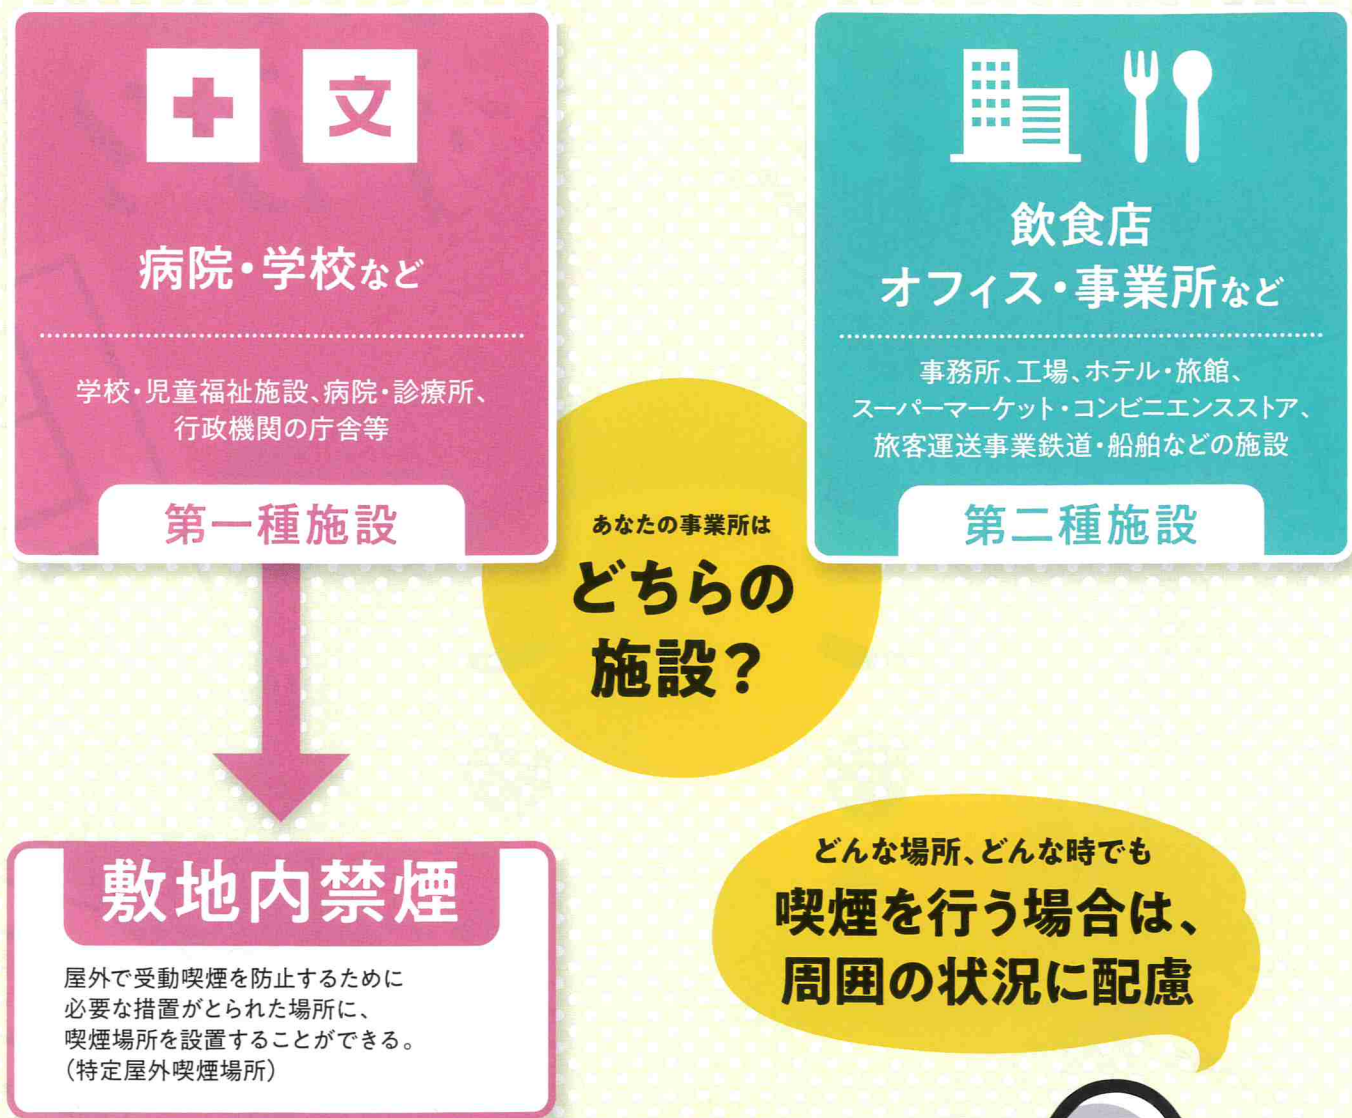 文
病院・学校など
学校・児童福祉施設、病院・診療所、
行政機関の庁舎等
第一種施設
飲食店
オフィス・事業所など
事務所、工場、ホテル・旅館、
スーパーマーケット・コンビニエンスストア、
旅客運送事業鉄道・船舶などの施設
第二種施設
あなたの事業所は
どちらの
施設?
敷地内禁煙
屋外で受動喫煙を防止するために
必要な措置がとられた場所に、
喫煙場所を設置することができる。
(特定屋外喫煙場所)
どんな場所、どんな時でも
喫煙を行う場合は、
周囲の状況に配慮